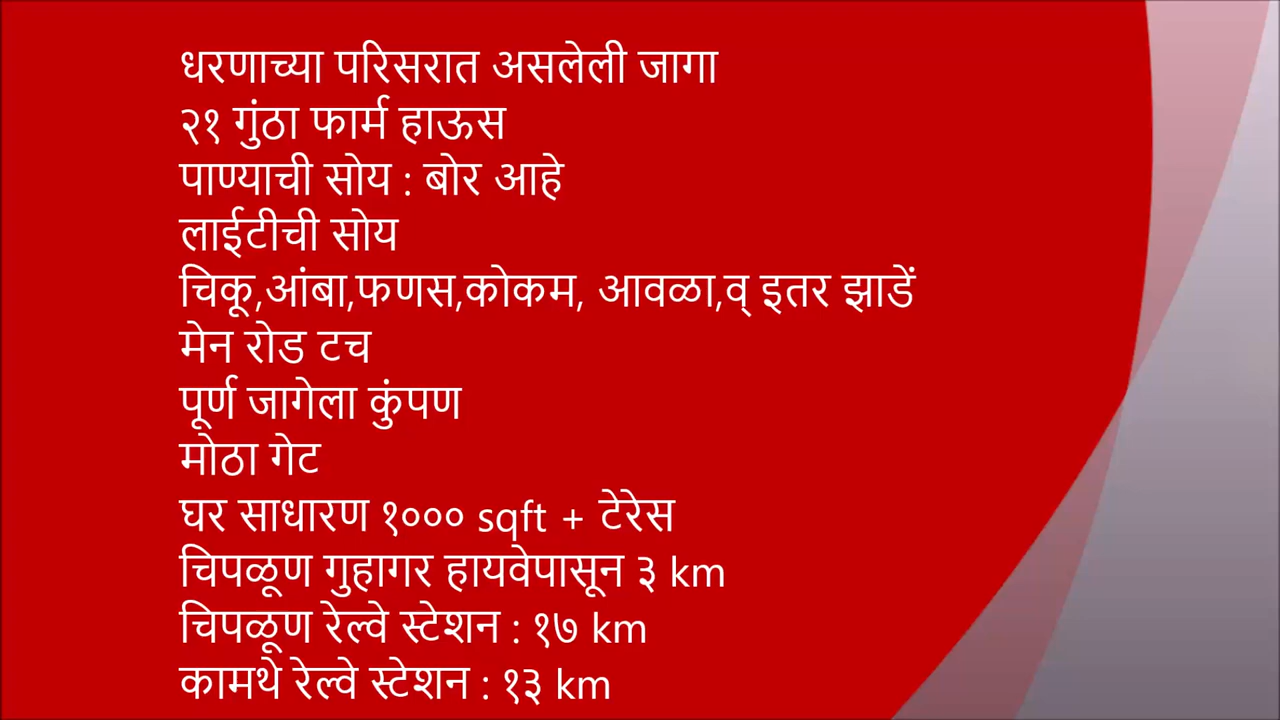 धरणाच्या परिसरात असलेली जागा
२१ गुंठा फार्म हाऊस
पाण्याची सोय : बोर आहे
लाईटीची सोय
चिकू,आंबा,फणस,कोकम, आवळा,व् इतर झाडें
मेन रोड टच
पूर्ण जागेला कुंपण
मोठा गेट
घर साधारण १००० sqft + टेरेस
चिपळूण गुहागर हायवेपासून ३ km
चिपळूण रेल्वे स्टेशन : १७ km
कामथे रेल्वे स्टेशन : १३ km